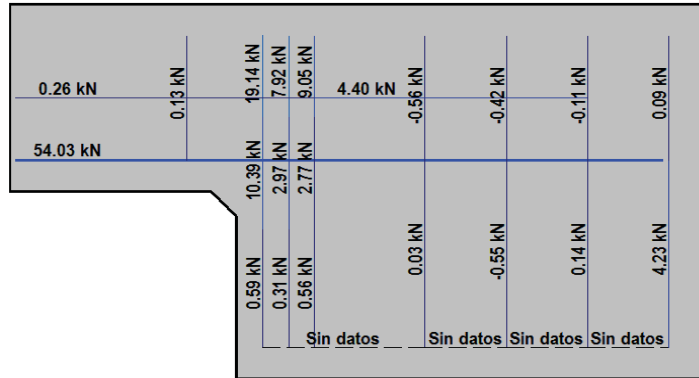 0.26 kN
0.13 kN
19.14 kN
7.92 kN
9.05 kN
4.40 kN
-0.56 kN
-0.42 kN
-0.11 kN
0.09 kN
54.03 kN
10.39 kN
2.97 kN
2.77 kN
0.59 kN
0.31 kN
0.56 kN
0.03 kN
-0.55 kN
0.14 kN
4.23 kN
Sin datos
Sin datos
Sin datos
Sin datos